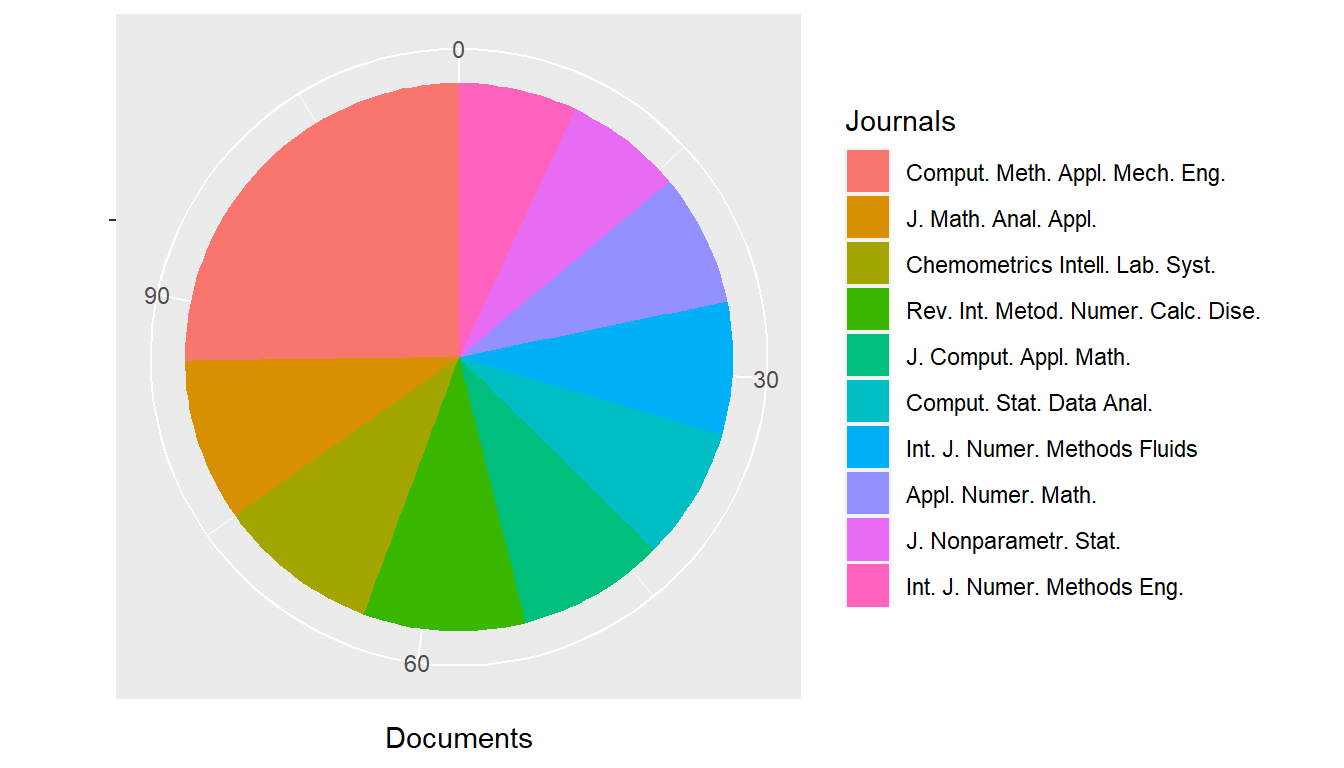 0
90
30
60
Documents
Journals
Comput. Meth. Appl. Mech. Eng.
J. Math. Anal. Appl.
Chemometrics Intell. Lab. Syst.
Rev. Int. Metod. Numer. Calc. Dise.
J. Comput. Appl. Math.
Comput. Stat. Data Anal.
Int. J. Numer. Methods Fluids
Appl. Numer. Math.
J. Nonparametr. Stat.
Int. J. Numer. Methods Eng.